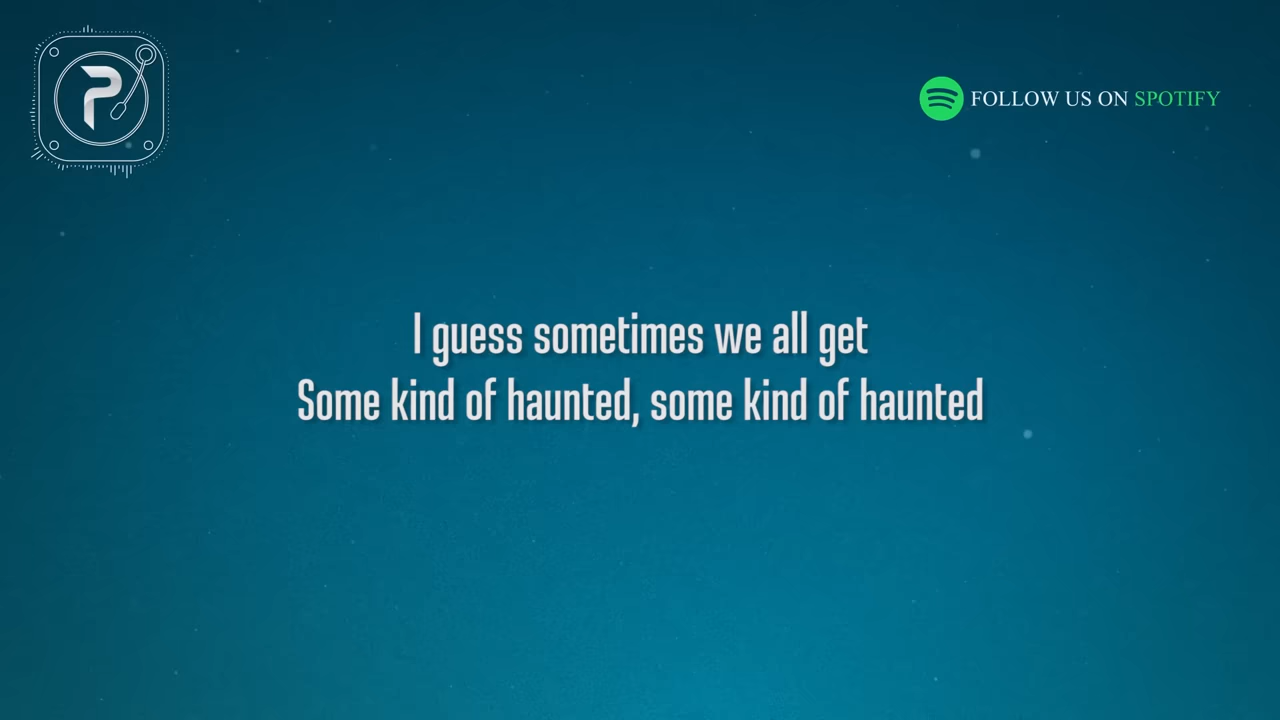 P
FOLLOW US ON SPOTIFY
I guess sometimes we all get
Some kind of haunted, some kind of haunted